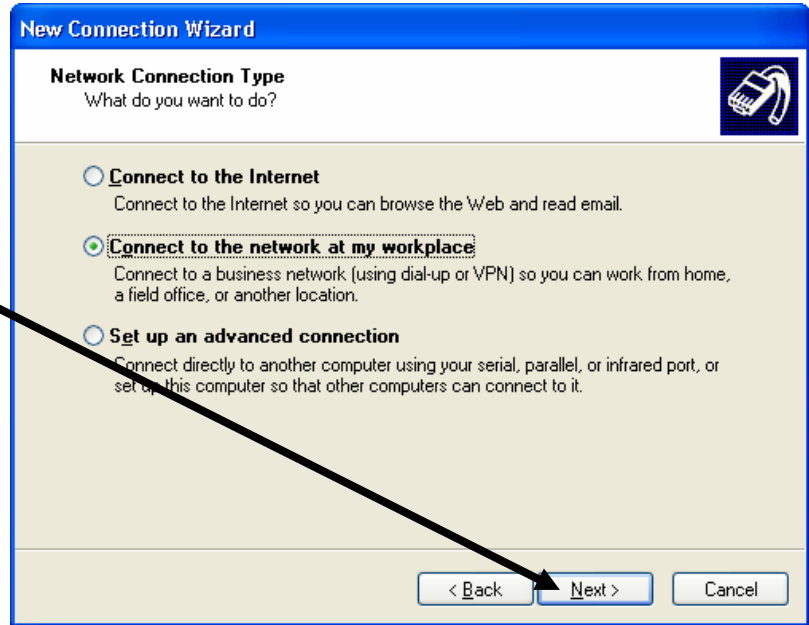 New Connection Wizard
Network Connection Type
What do you want to do?
Connect to the Internet
Connect to the Internet so you can browse the Web and read email.
Connect to the network at my workplace
Connect to a business network (using dial-up or VPN) so you can work from home,
a field office, or another location.
Set up an advanced connection
Connect directly to another computer using your serial, parallel, or infrared port, or
set up this computer so that other computers can connect to it.
< Back
Next >
Cancel